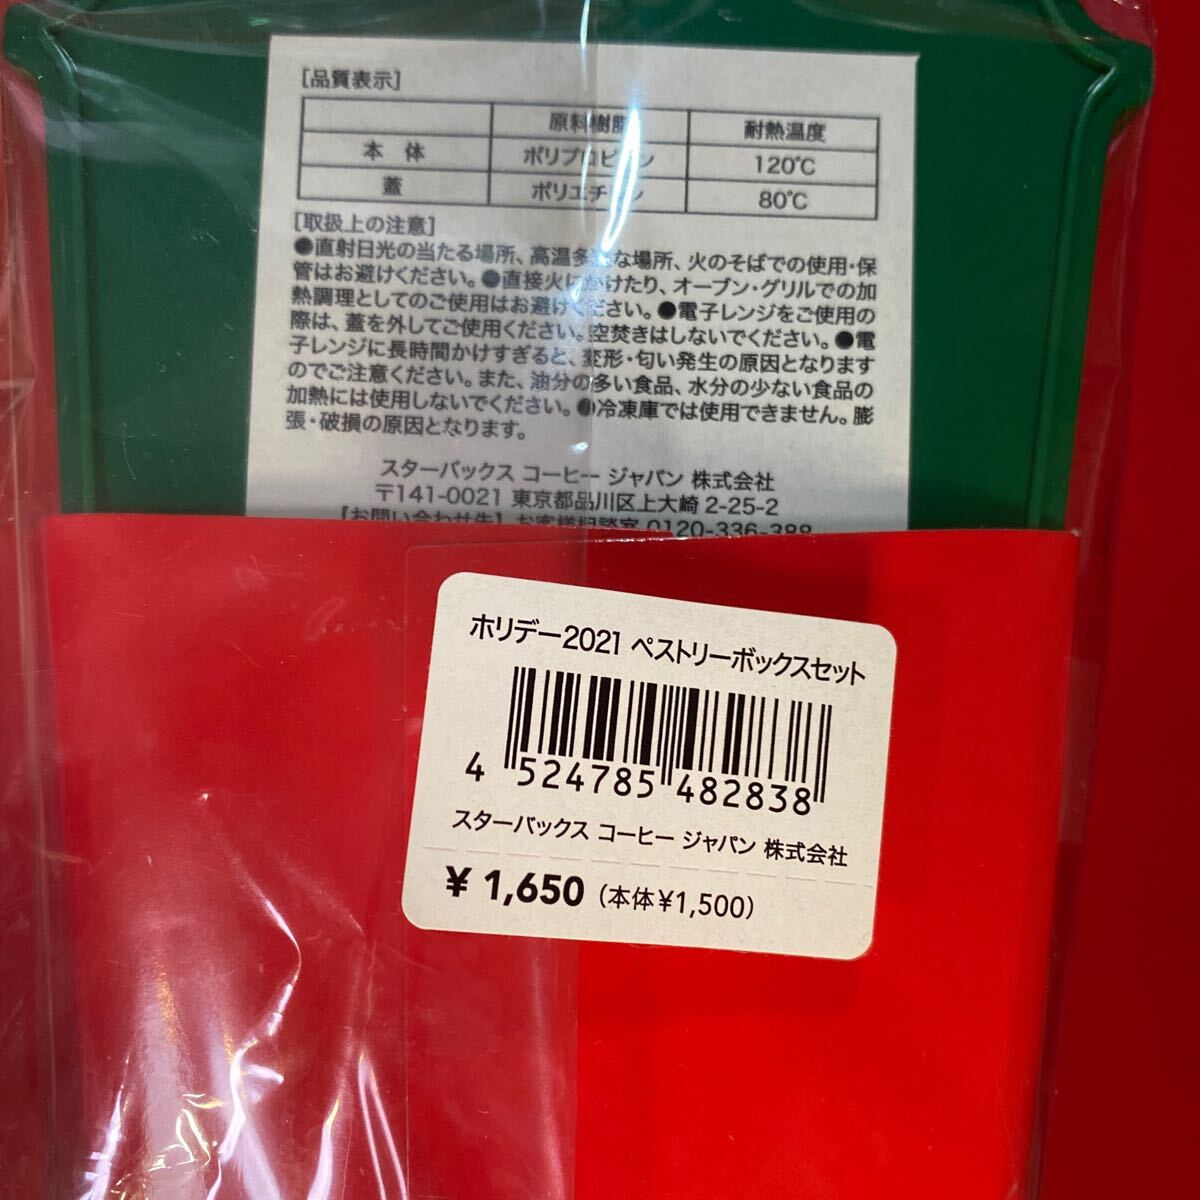 [品質表示]
原料樹脂 耐熱温度
本 体 ポリプロピレン 120℃
蓋 ポリエチレン 80℃
[取扱上の注意]
●直射日光の当たる場所、高温多湿な場所、火のそばでの使用・保
管はお避けください。●直接火にかけたり、オーブン・グリルでの加
熱調理としてのご使用はお避けください。●電子レンジをご使用の
際は、蓋を外してご使用ください。空焚きはしないでください。●電
子レンジに長時間かけすぎると、変形・匂い発生の原因となります
のでご注意ください。また、油分の多い食品、水分の少ない食品の
加熱には使用しないでください。●冷凍庫では使用できません。膨
張・破損の原因となります。
スターバックス コーヒー ジャパン 株式会社
〒141-0021 東京都品川区上大崎 2-25-2
【お問い合わせ先】お客様相談室 0120-336-388
ホリデー2021 ペストリーボックスセット
4 524785 482838
スターバックス コーヒー ジャパン 株式会社
¥ 1,650 (本体¥1,500)